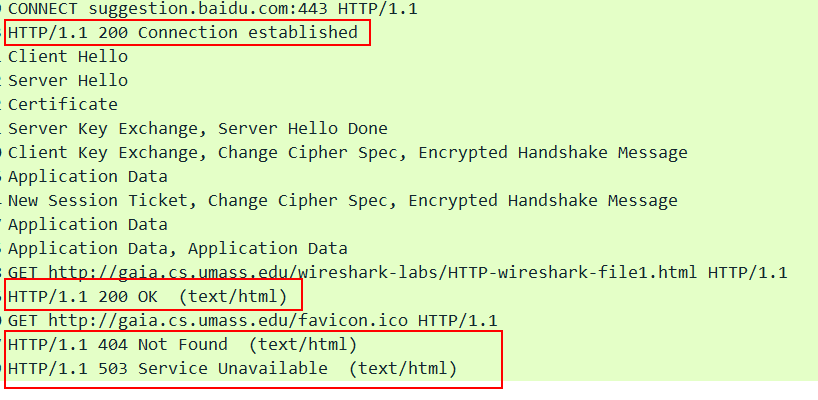 CONNECT suggestion.baidu.com:443 HTTP/1.1
HTTP/1.1 200 Connection established
Client Hello
Server Hello
Certificate
Server Key Exchange, Server Hello Done
Client Key Exchange, Change Cipher Spec, Encrypted Handshake Message
Application Data
New Session Ticket, Change Cipher Spec, Encrypted Handshake Message
Application Data
Application Data, Application Data
GET http://gaia.cs.umass.edu/wireshark-labs/HTTP-wireshark-file1.html HTTP/1.1
HTTP/1.1 200 OK  (text/html)
GET http://gaia.cs.umass.edu/favicon.ico HTTP/1.1
HTTP/1.1 404 Not Found  (text/html)
HTTP/1.1 503 Service Unavailable  (text/html)